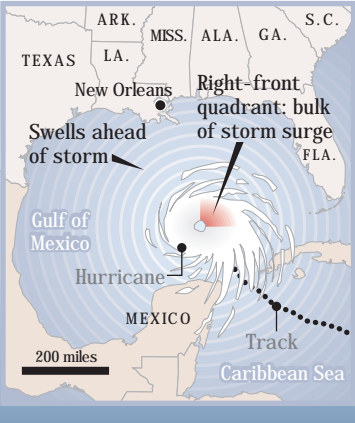 ARK.
S.C.
MISS.
ALA.
GA.
TEXAS
LA.
New Orleans
Right-front
quadrant: bulk
of storm surge
Swells ahead
of storm
FLA.
Gulf of
Mexico
Hurricane
MEXICO
Track
200 miles
Caribbean Sea